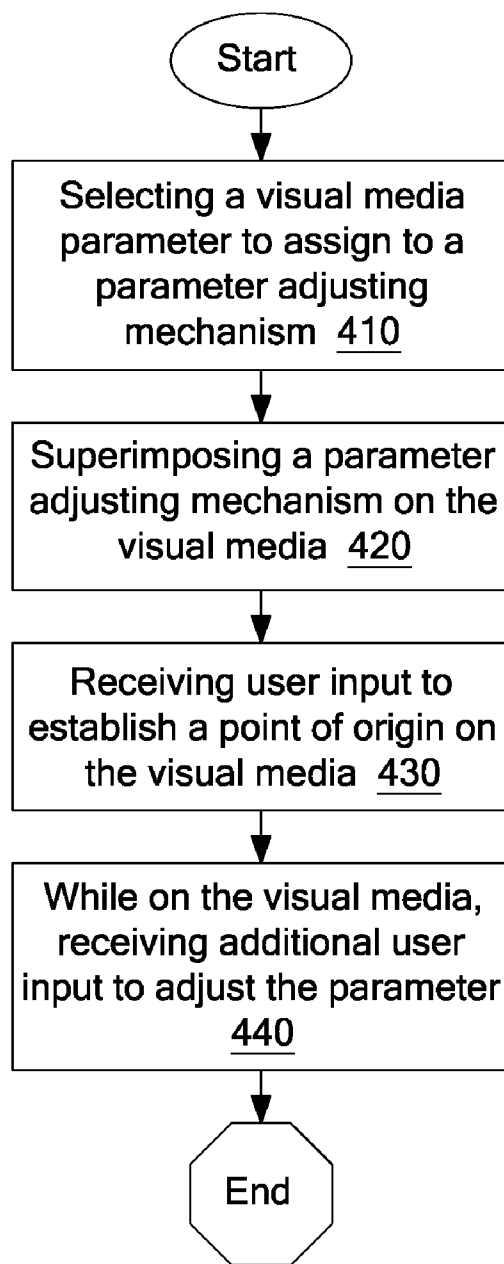 Start
Selecting a visual media
parameter to assign to a
parameter adjusting
mechanism 410
Superimposing a parameter
adjusting mechanism on the
visual media 420
Receiving user input to
establish a point of origin on
the visual media 430
While on the visual media,
receiving additional user
input to adjust the parameter
440
End